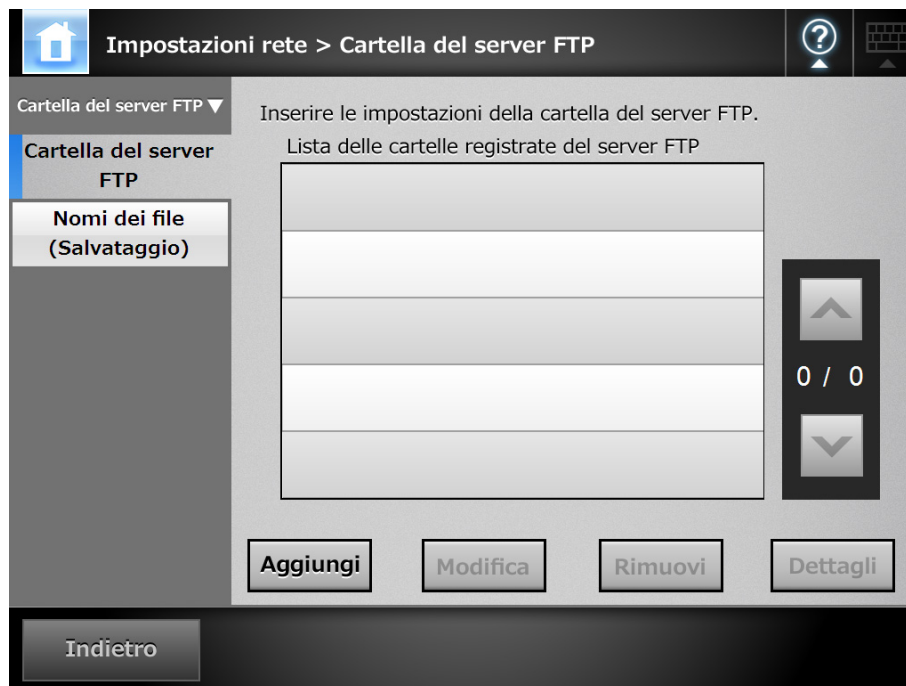 Impostazioni rete > Cartella del server FTP
?
Cartella del server FTP ▼
Cartella del server
FTP
Nomi dei file
(Salvataggio)
Inserire le impostazioni della cartella del server FTP.
Lista delle cartelle registrate del server FTP
0 / 0
Aggiungi
Modifica
Rimuovi
Dettagli
Indietro